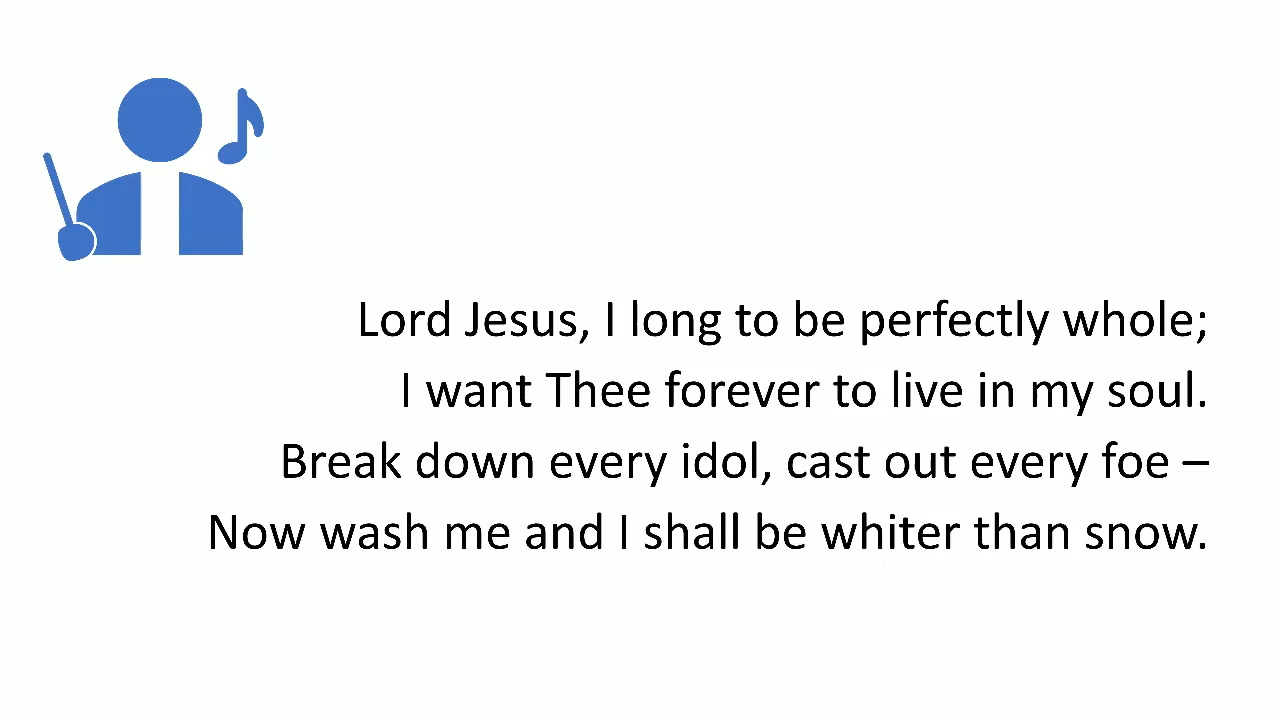 Lord Jesus, I long to be perfectly whole;
I want Thee forever to live in my soul.
Break down every idol, cast out every foe –
Now wash me and I shall be whiter than snow.